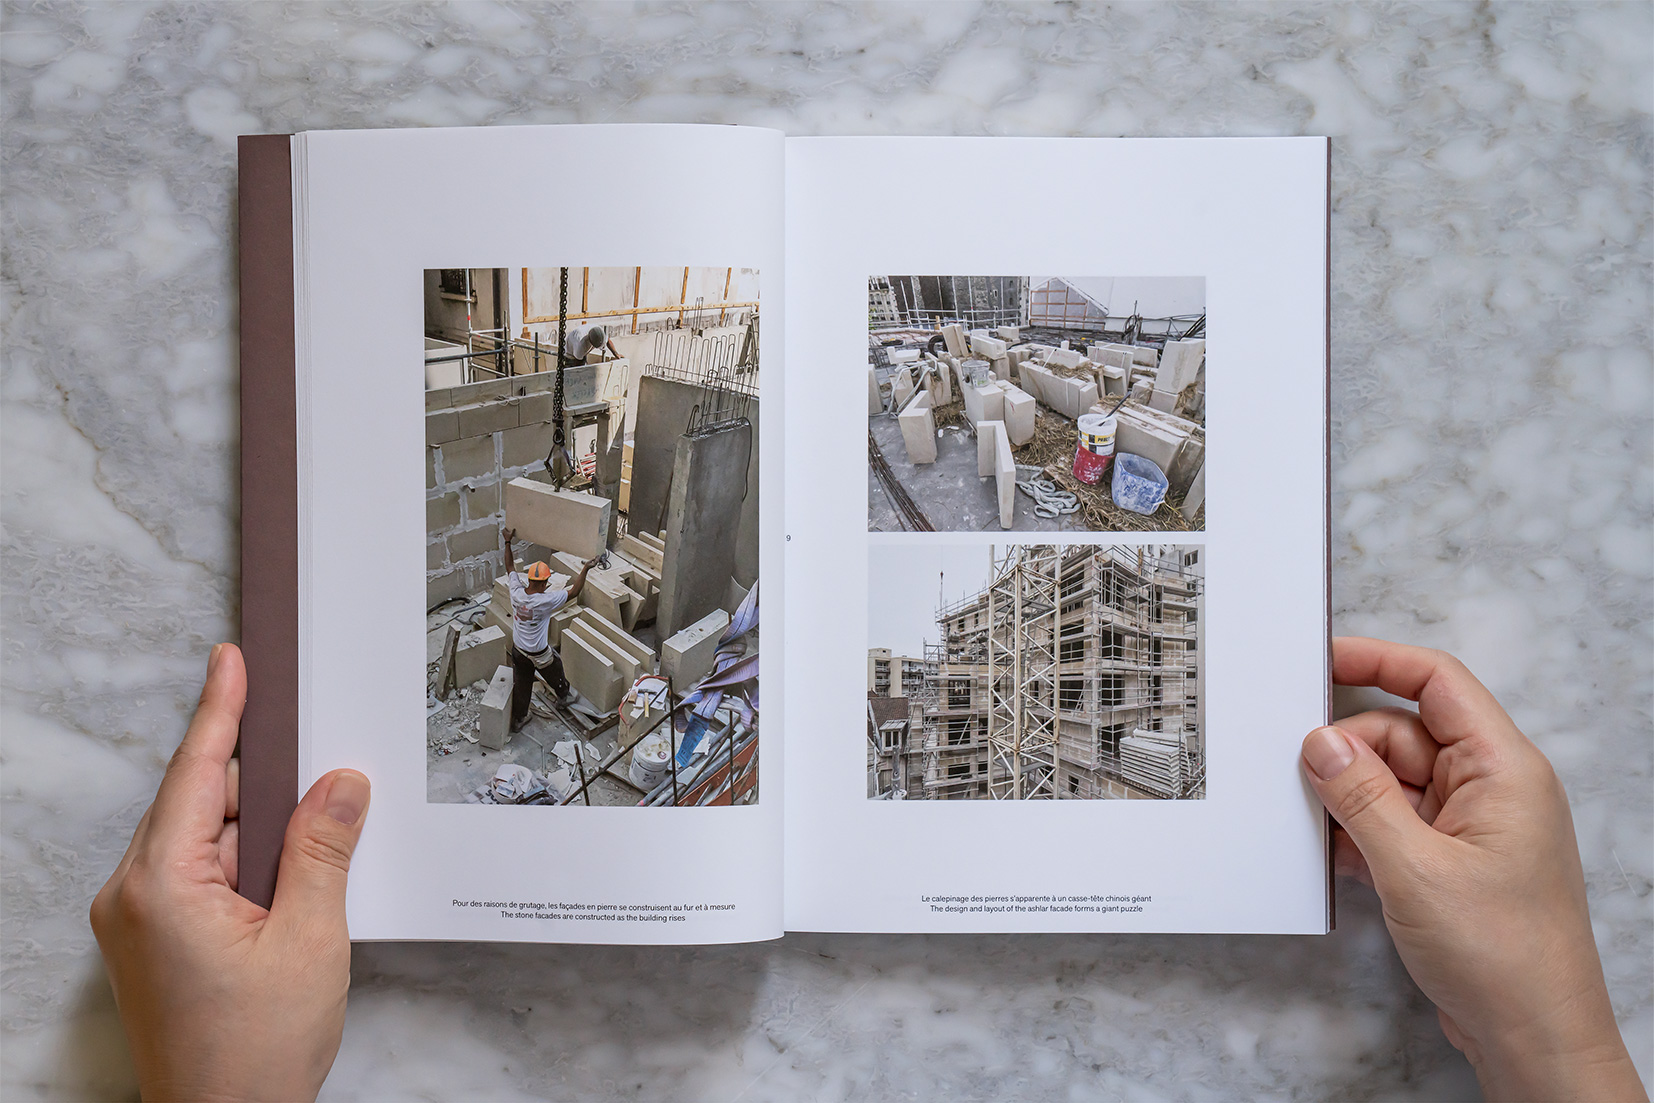 Pour des raisons de grutage, les façades en pierre se construisent au fur et à mesure
The stone facades are constructed as the building rises
9
Le calepinage des pierres s'apparente à un casse-tête chinois géant
The design and layout of the ashlar facade forms a giant puzzle